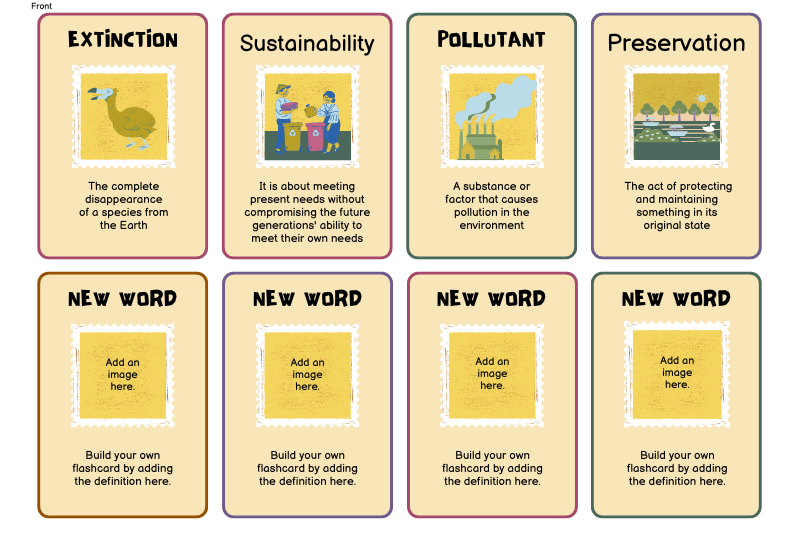 Front
EXTINCTION
The complete
disappearance
of a species from
the Earth
Sustainability
It is about meeting
present needs without
compromising the future
generations' ability to
meet their own needs
POLLUTANT
A substance or
factor that causes
pollution in the
environment
Preservation
The act of protecting
and maintaining
something in its
original state
NEW WORD
Add an
image
here.
Build your own
flashcard by adding
the definition here.
NEW WORD
Add an
image
here.
Build your own
flashcard by adding
the definition here.
NEW WORD
Add an
image
here.
Build your own
flashcard by adding
the definition here.
NEW WORD
Add an
image
here.
Build your own
flashcard by adding
the definition here.